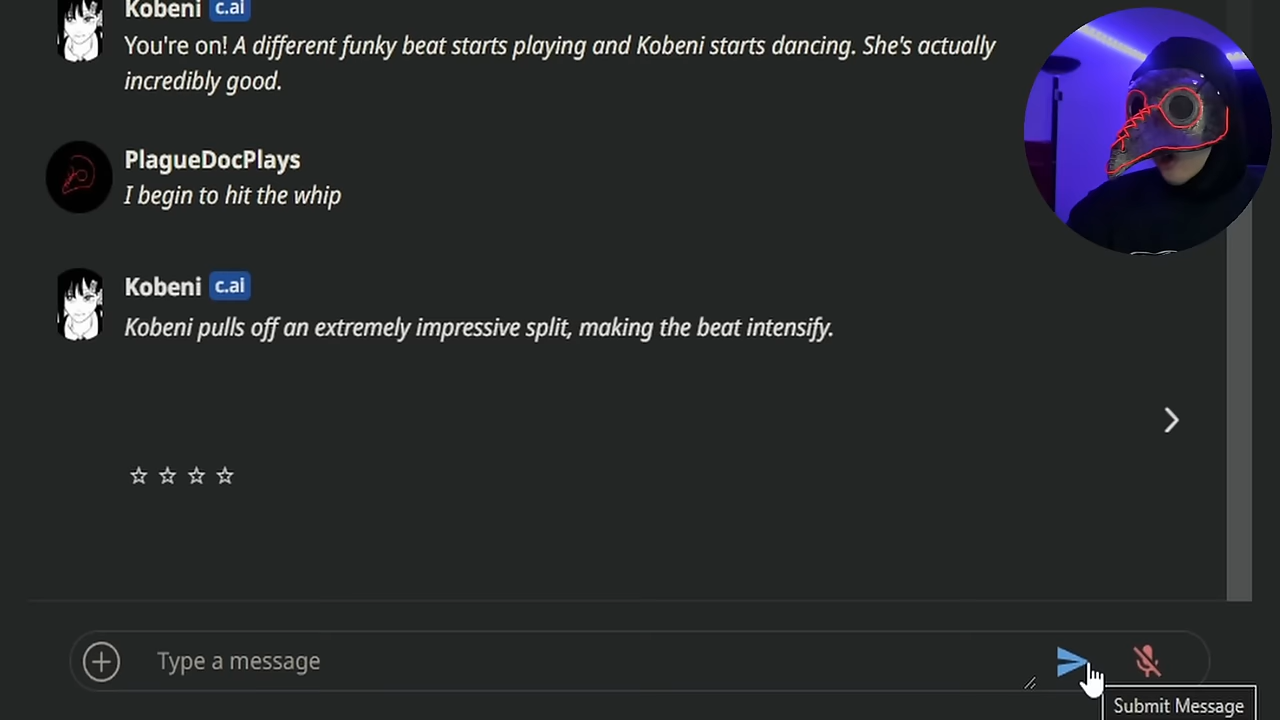 Kobeni c.ai
You're on! A different funky beat starts playing and Kobeni starts dancing. She's actually
incredibly good.
PlagueDocPlays
I begin to hit the whip
Kobeni c.ai
Kobeni pulls off an extremely impressive split, making the beat intensify.
Type a message
Submit Message